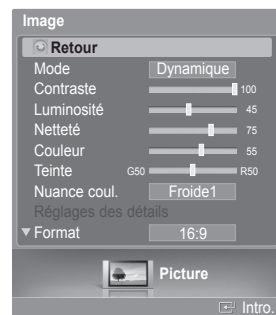 Image
Retour
Mode Dynamique
Contraste 100
Luminosité 45
Netteté 75
Couleur 55
Teinte G50 R50
Nuance coul. Froide1
Réglages des détails
▼ Format 16:9
Picture
Intro.